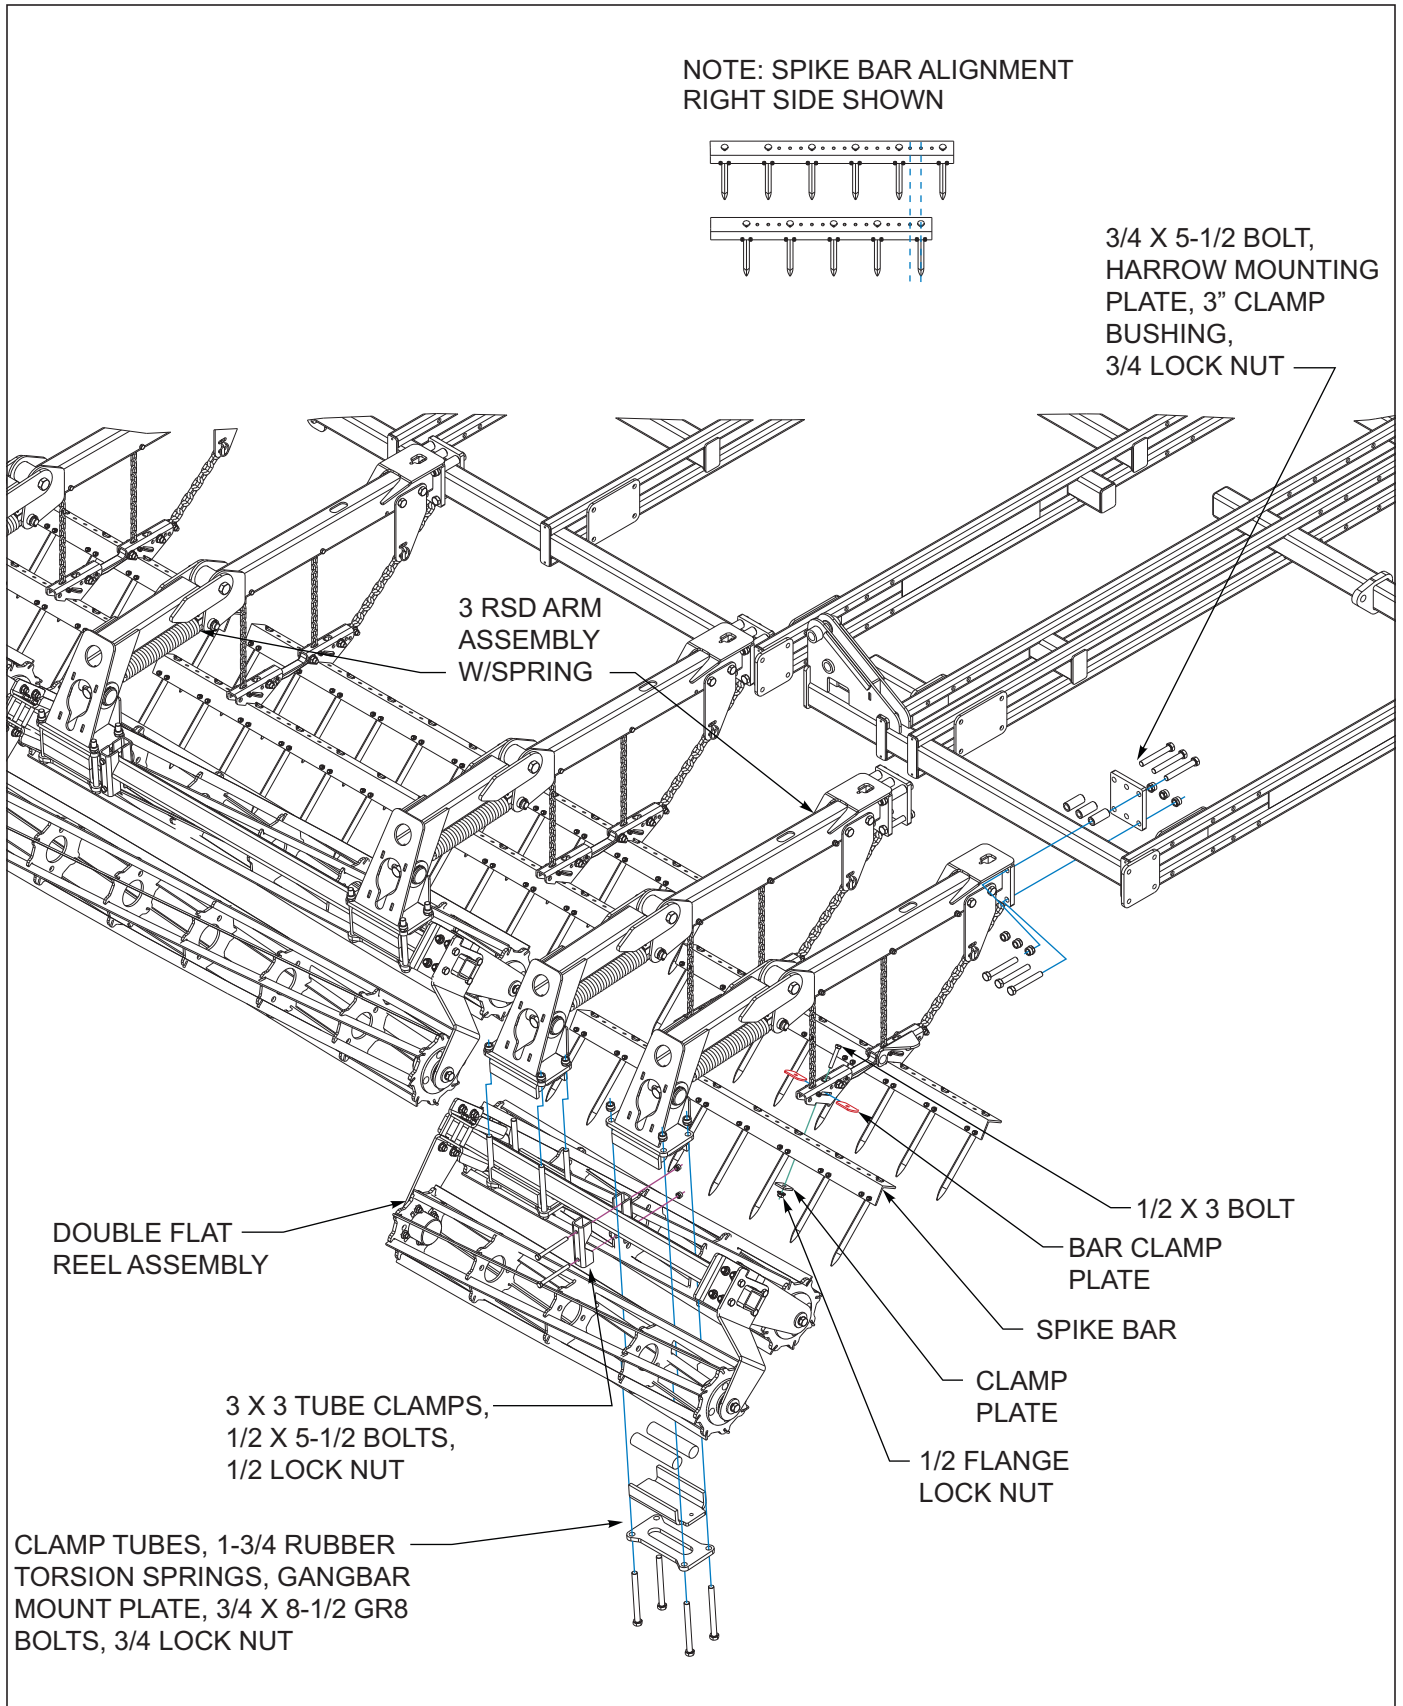 NOTE: SPIKE BAR ALIGNMENT
RIGHT SIDE SHOWN
3/4 X 5-1/2 BOLT,
HARROW MOUNTING
PLATE, 3” CLAMP
BUSHING,
3/4 LOCK NUT
3 RSD ARM
ASSEMBLY
W/SPRING
1/2 X 3 BOLT
BAR CLAMP
PLATE
SPIKE BAR
CLAMP
PLATE
1/2 FLANGE
LOCK NUT
DOUBLE FLAT
REEL ASSEMBLY
3 X 3 TUBE CLAMPS,
1/2 X 5-1/2 BOLTS,
1/2 LOCK NUT
CLAMP TUBES, 1-3/4 RUBBER
TORSION SPRINGS, GANGBAR
MOUNT PLATE, 3/4 X 8-1/2 GR8
BOLTS, 3/4 LOCK NUT